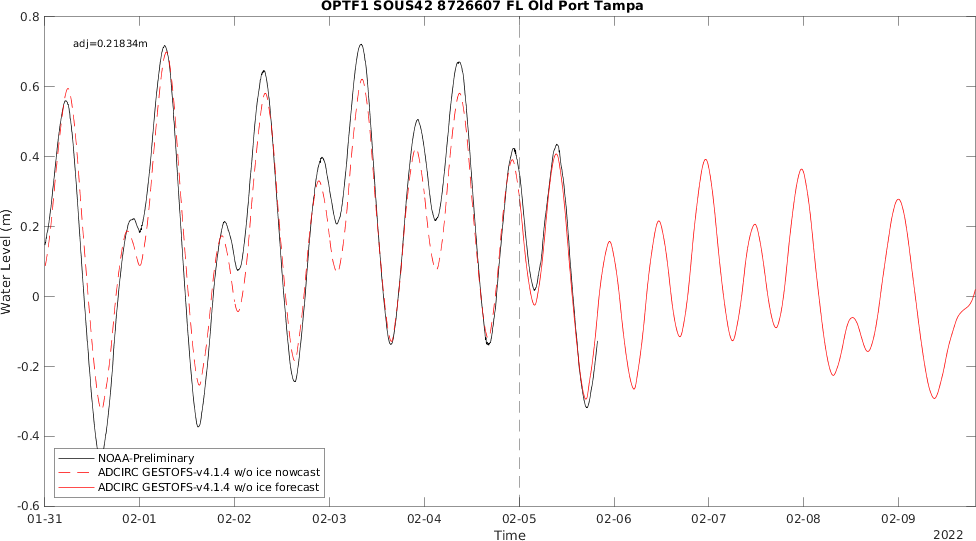 OPTF1 SOUS42 8726607 FL Old Port Tampa
adj=0.21834m
0.8
0.6
0.4
0.2
0
-0.2
-0.4
-0.6
Water Level (m)
NOAA-Preliminary
ADCIRC GESTOFS-v4.1.4 w/o ice nowcast
ADCIRC GESTOFS-v4.1.4 w/o ice forecast
01-31 02-01 02-02 02-03 02-04 02-05 02-06 02-07 02-08 02-09
Time
2022